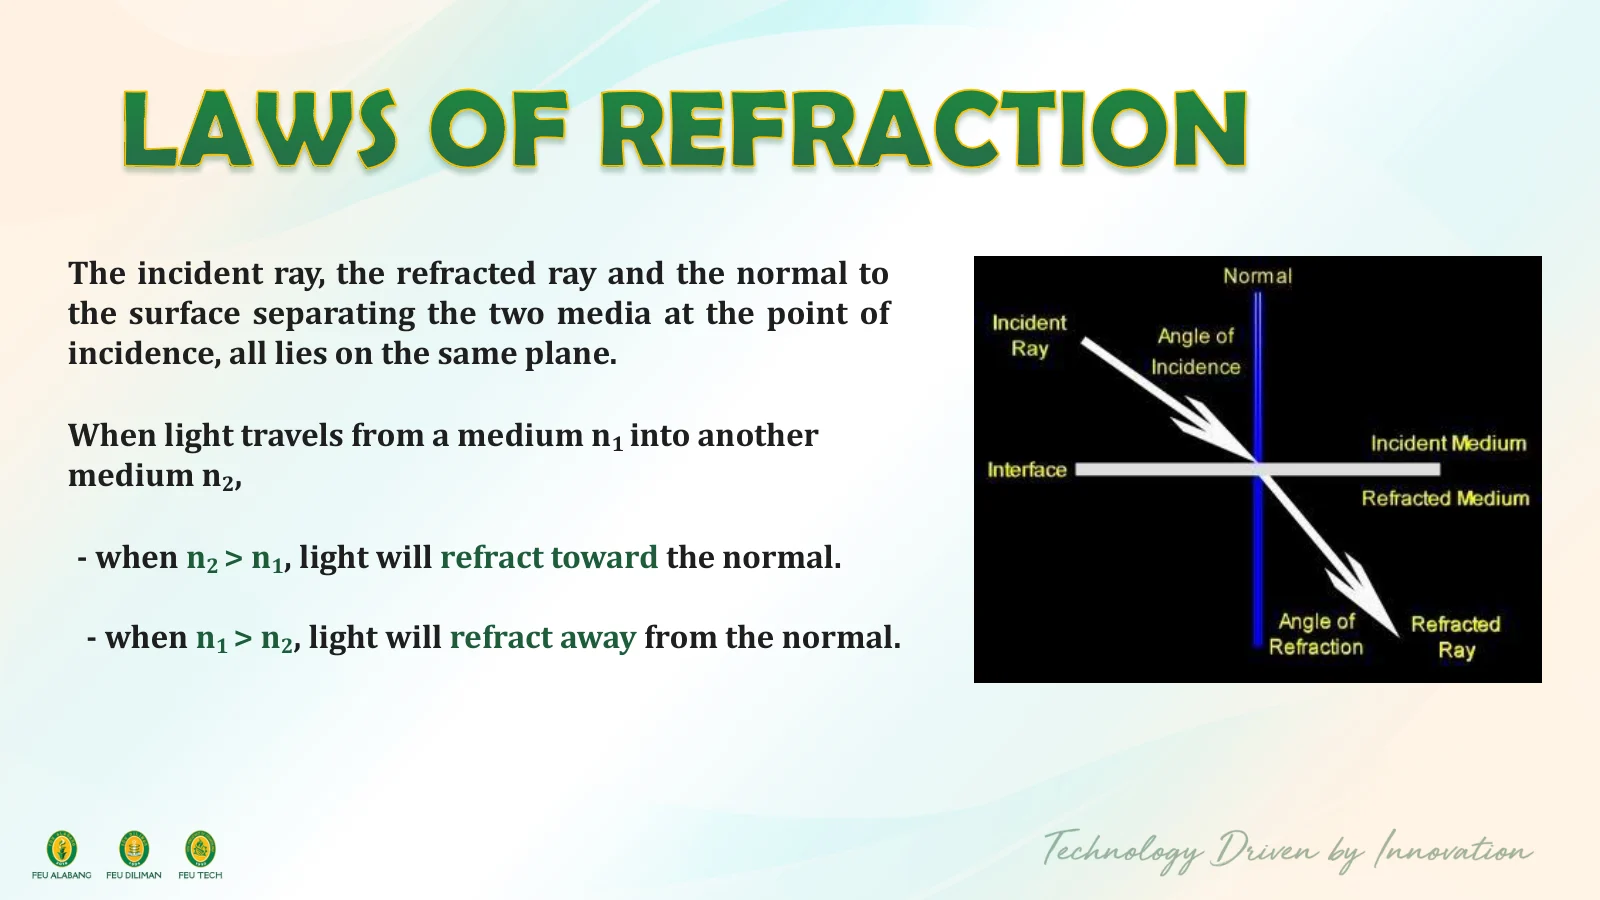 LAWS OF REFRACTION
The incident ray, the refracted ray and the normal to
the surface separating the two media at the point of
incidence, all lies on the same plane.
When light travels from a medium n₁ into another
medium n₂,
- when n₂ > n₁, light will refract toward the normal.
- when n₁ > n₂, light will refract away from the normal.
Normal
Incident
Ray
Angle of
Incidence
Interface
Incident Medium
Refracted Medium
Angle of
Refraction
Refracted
Ray
FEU ALABANG
FEU DILIMAN
FEU TECH
Technology Driven by Innovation